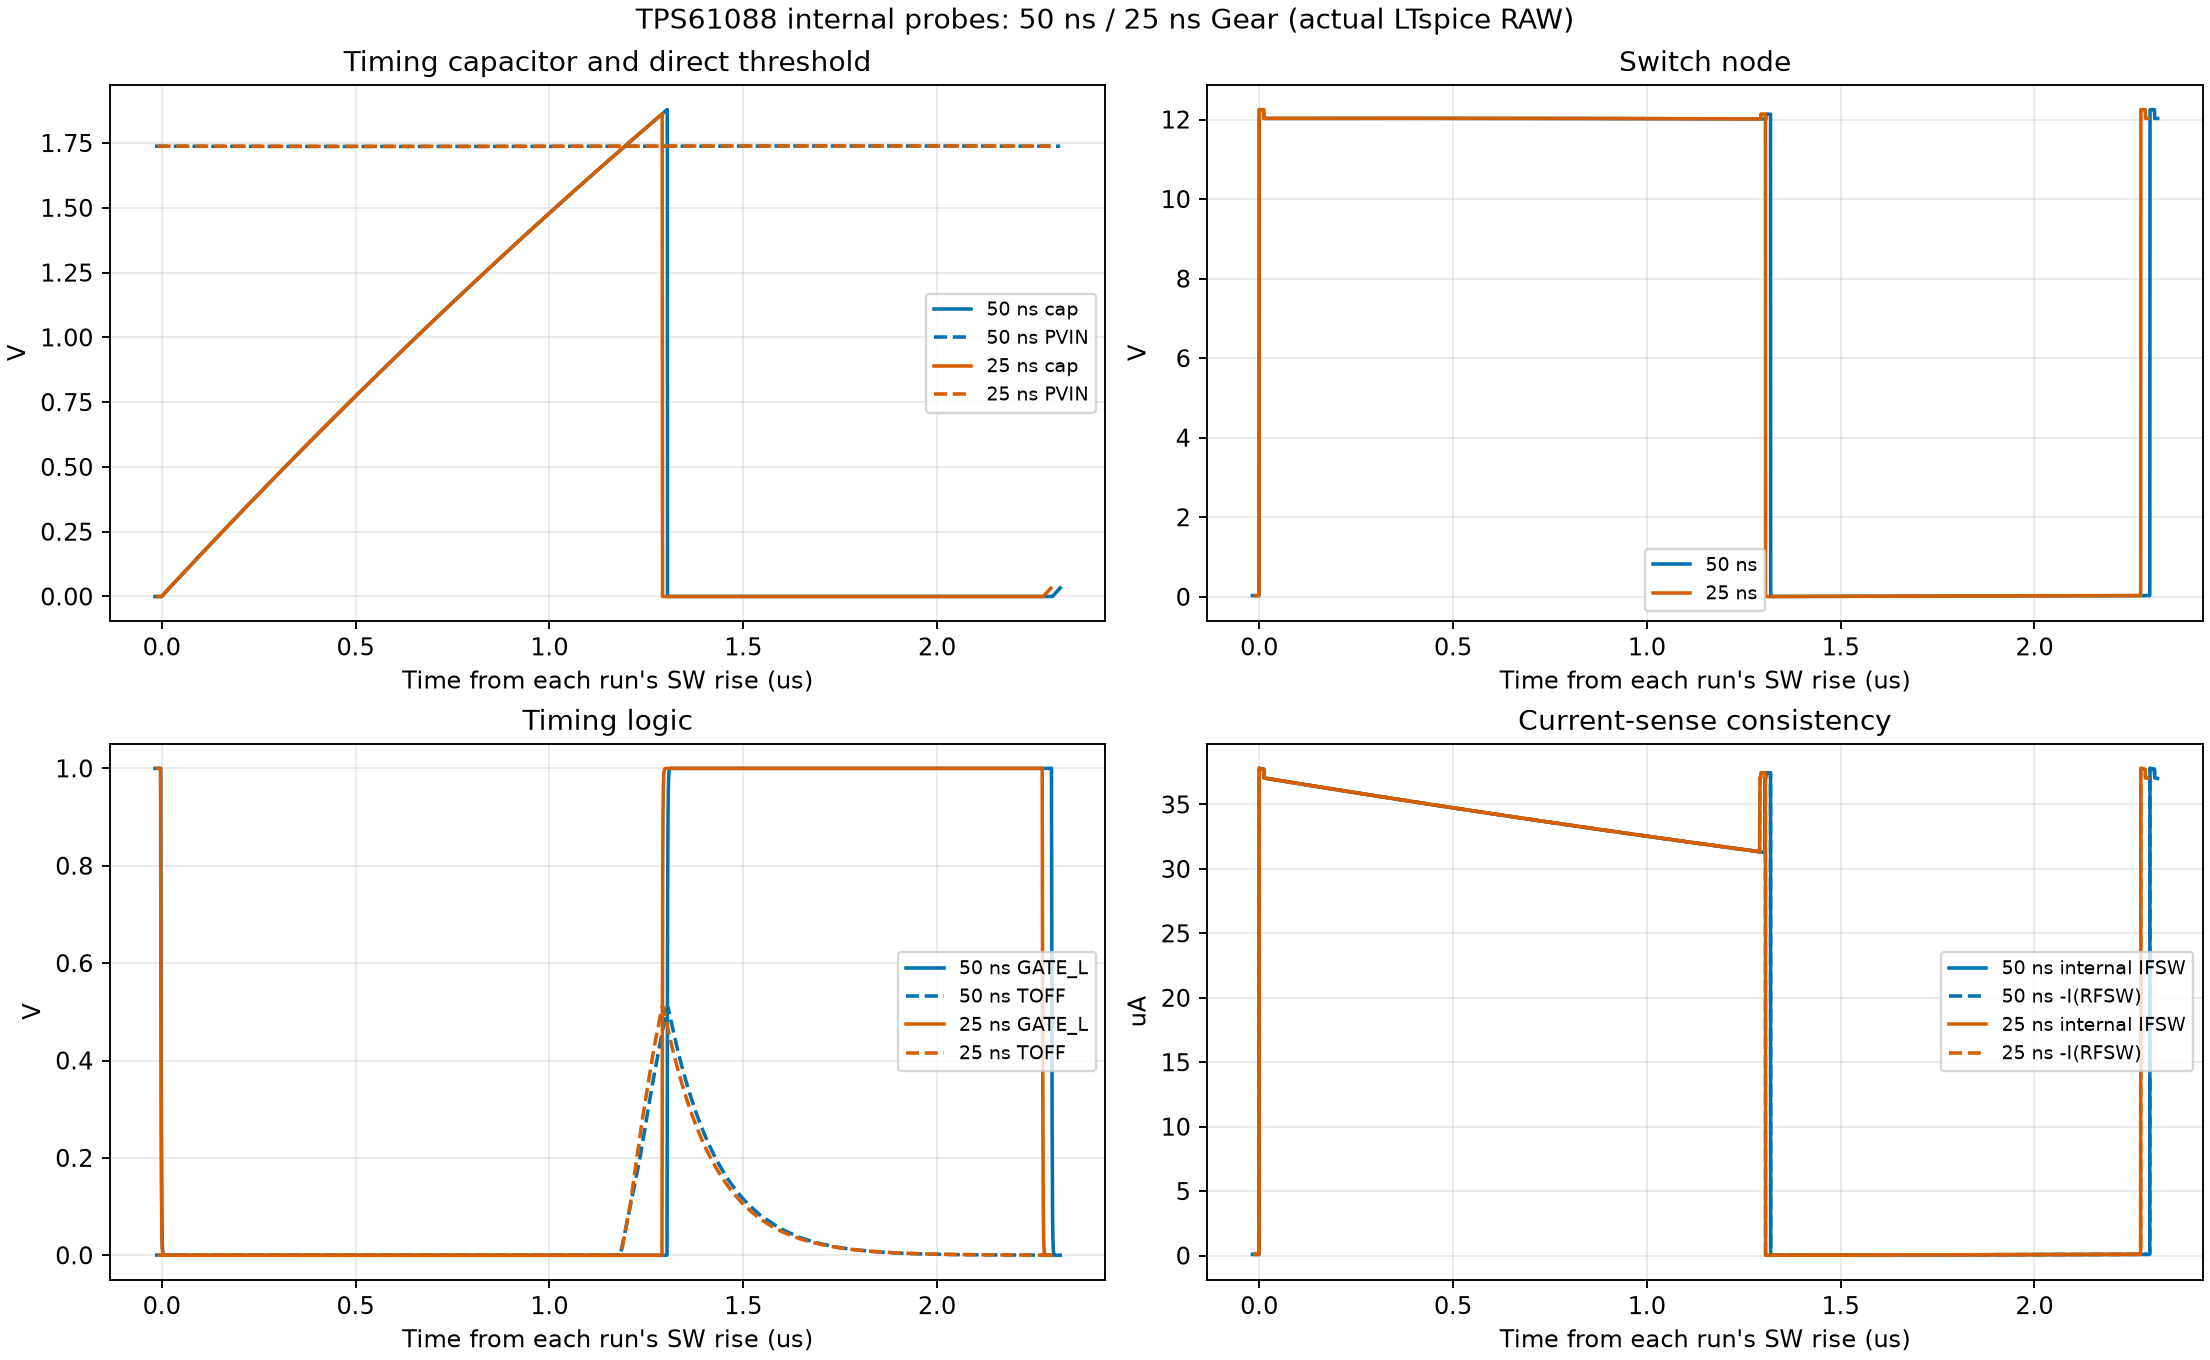 TPS61088 internal probes: 50 ns / 25 ns Gear (actual LTspice RAW)
Timing capacitor and direct threshold
V
1.75
1.50
1.25
1.00
0.75
0.50
0.25
0.00
50 ns cap
50 ns PVIN
25 ns cap
25 ns PVIN
0.0 0.5 1.0 1.5 2.0
Time from each run's SW rise (us)
Switch node
V
12
10
8
6
4
2
0
50 ns
25 ns
0.0 0.5 1.0 1.5 2.0
Time from each run's SW rise (us)
Timing logic
V
1.0
0.8
0.6
0.4
0.2
0.0
50 ns GATE_L
50 ns TOFF
25 ns GATE_L
25 ns TOFF
0.0 0.5 1.0 1.5 2.0
Time from each run's SW rise (us)
Current-sense consistency
uA
35
30
25
20
15
10
5
0
50 ns internal IFSW
50 ns -I(RFSW)
25 ns internal IFSW
25 ns -I(RFSW)
0.0 0.5 1.0 1.5 2.0
Time from each run's SW rise (us)